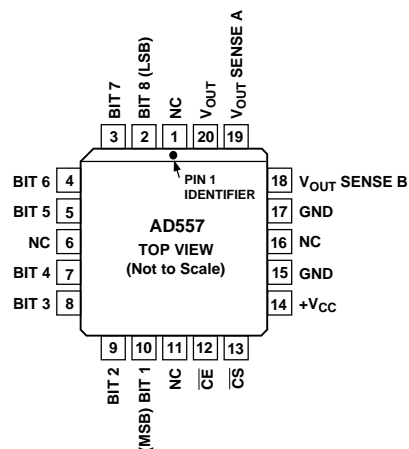 BIT 7
BIT 8 (LSB)
NC
VOUT
VOUT SENSE A
3
2
1
20
19
BIT 6 4
BIT 5 5
NC 6
BIT 4 7
BIT 3 8
PIN 1
IDENTIFIER
AD557
TOP VIEW
(Not to Scale)
18 VOUT SENSE B
17 GND
16 NC
15 GND
14 +VCC
9
10
11
12
13
BIT 2
(MSB) BIT 1
NC
CE
CS